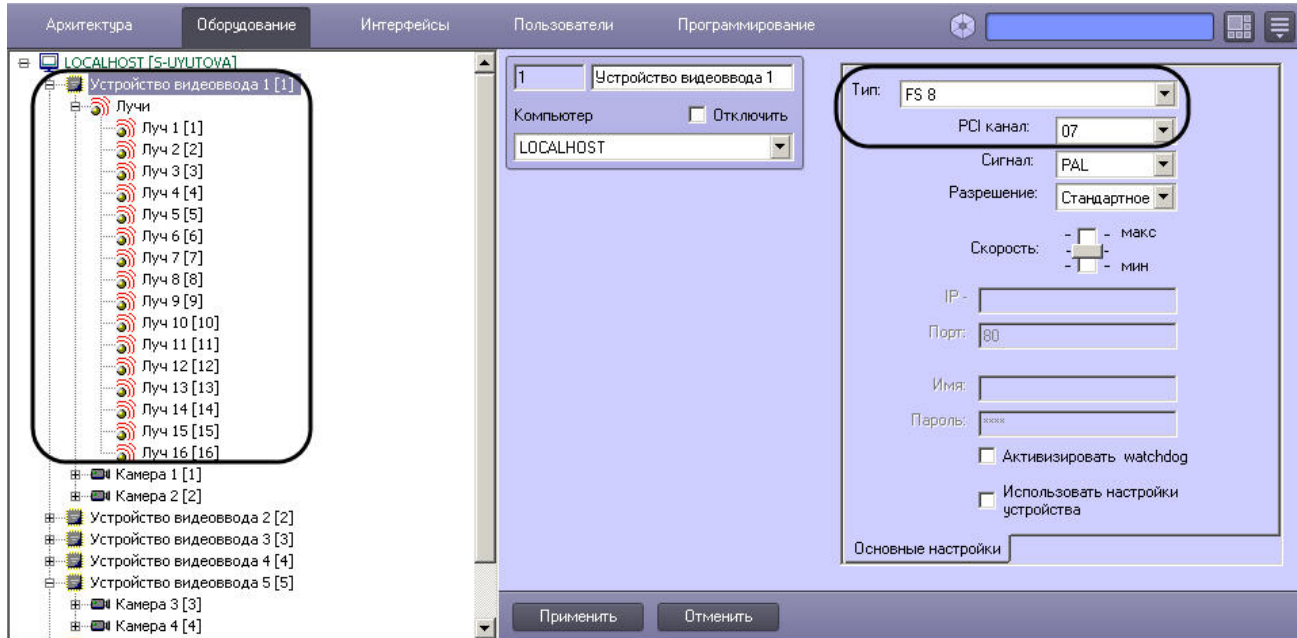 Архитектура Оборудование Интерфейсы Пользователи Программирование
LOCALHOST [S-UYUTOVA]
Устройство видеоввода 1 [1]
Лучи
Луч 1 [1]
Луч 2 [2]
Луч 3 [3]
Луч 4 [4]
Луч 5 [5]
Луч 6 [6]
Луч 7 [7]
Луч 8 [8]
Луч 9 [9]
Луч 10 [10]
Луч 11 [11]
Луч 12 [12]
Луч 13 [13]
Луч 14 [14]
Луч 15 [15]
Луч 16 [16]
Камера 1 [1]
Камера 2 [2]
Устройство видеоввода 2 [2]
Устройство видеоввода 3 [3]
Устройство видеоввода 4 [4]
Устройство видеоввода 5 [5]
Камера 3 [3]
Камера 4 [4]
1 Устройство видеоввода 1
Компьютер Отключить
LOCALHOST
Тип: FS 8
PCI канал: 07
Сигнал: PAL
Разрешение: Стандартное
Скорость: макс
мин
IP -
Порт: 80
Имя:
Пароль: ****
Активизировать watchdog
Использовать настройки
устройства
Основные настройки
Применить Отменить